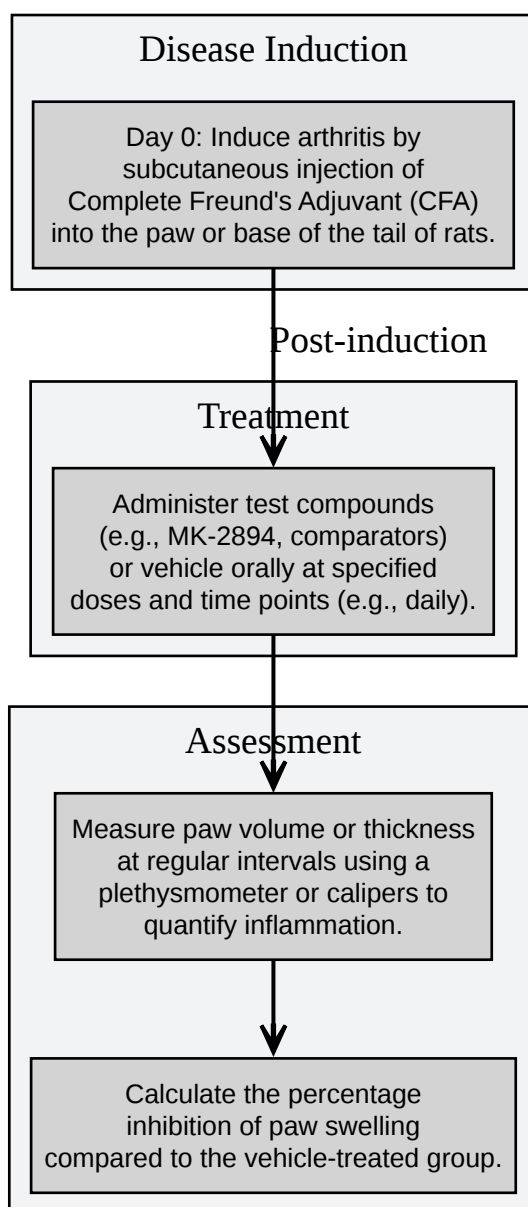 Disease Induction
Day 0: Induce arthritis by
subcutaneous injection of
Complete Freund's Adjuvant (CFA)
into the paw or base of the tail of rats.
Post-induction
Treatment
Administer test compounds
(e.g., MK-2894, comparators)
or vehicle orally at specified
doses and time points (e.g., daily).
Assessment
Measure paw volume or thickness
at regular intervals using a
plethysmometer or calipers to
quantify inflammation.
Calculate the percentage
inhibition of paw swelling
compared to the vehicle-treated group.